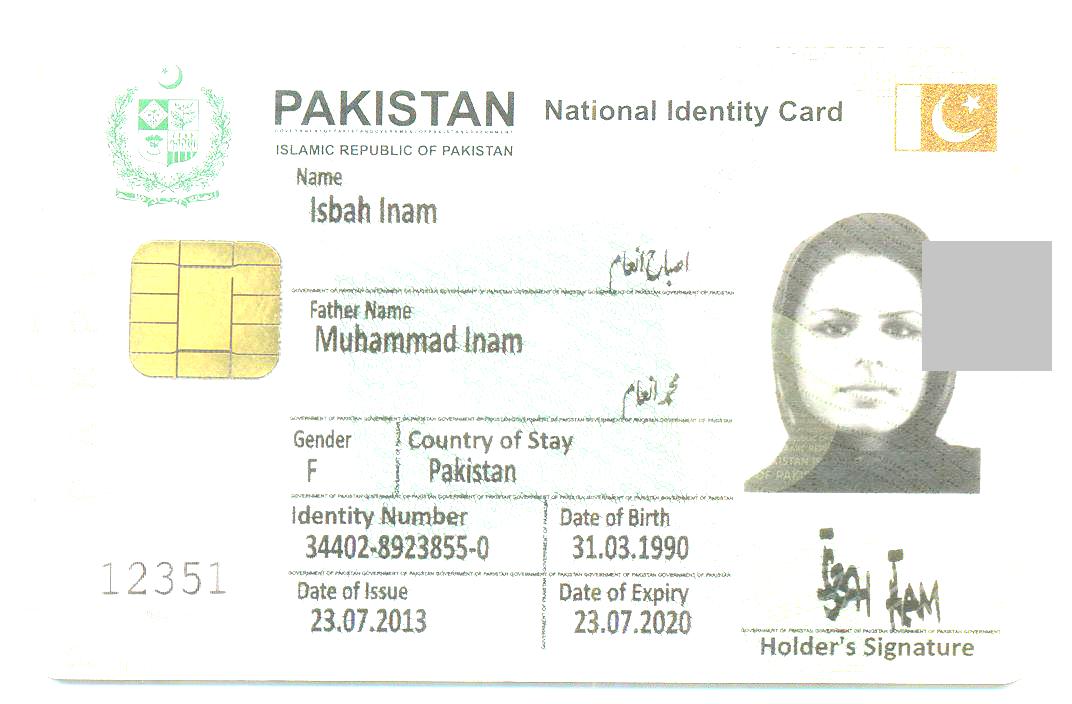 PAKISTAN National Identity Card
ISLAMIC REPUBLIC OF PAKISTAN
Name
Isbah Inam
اصباح انعام
Father Name
Muhammad Inam
محمد انعام
Gender Country of Stay
F Pakistan
Identity Number Date of Birth
34402-8923855-0 31.03.1990
Date of Issue Date of Expiry
23.07.2013 23.07.2020
12351
Isbah Inam
Holder's Signature